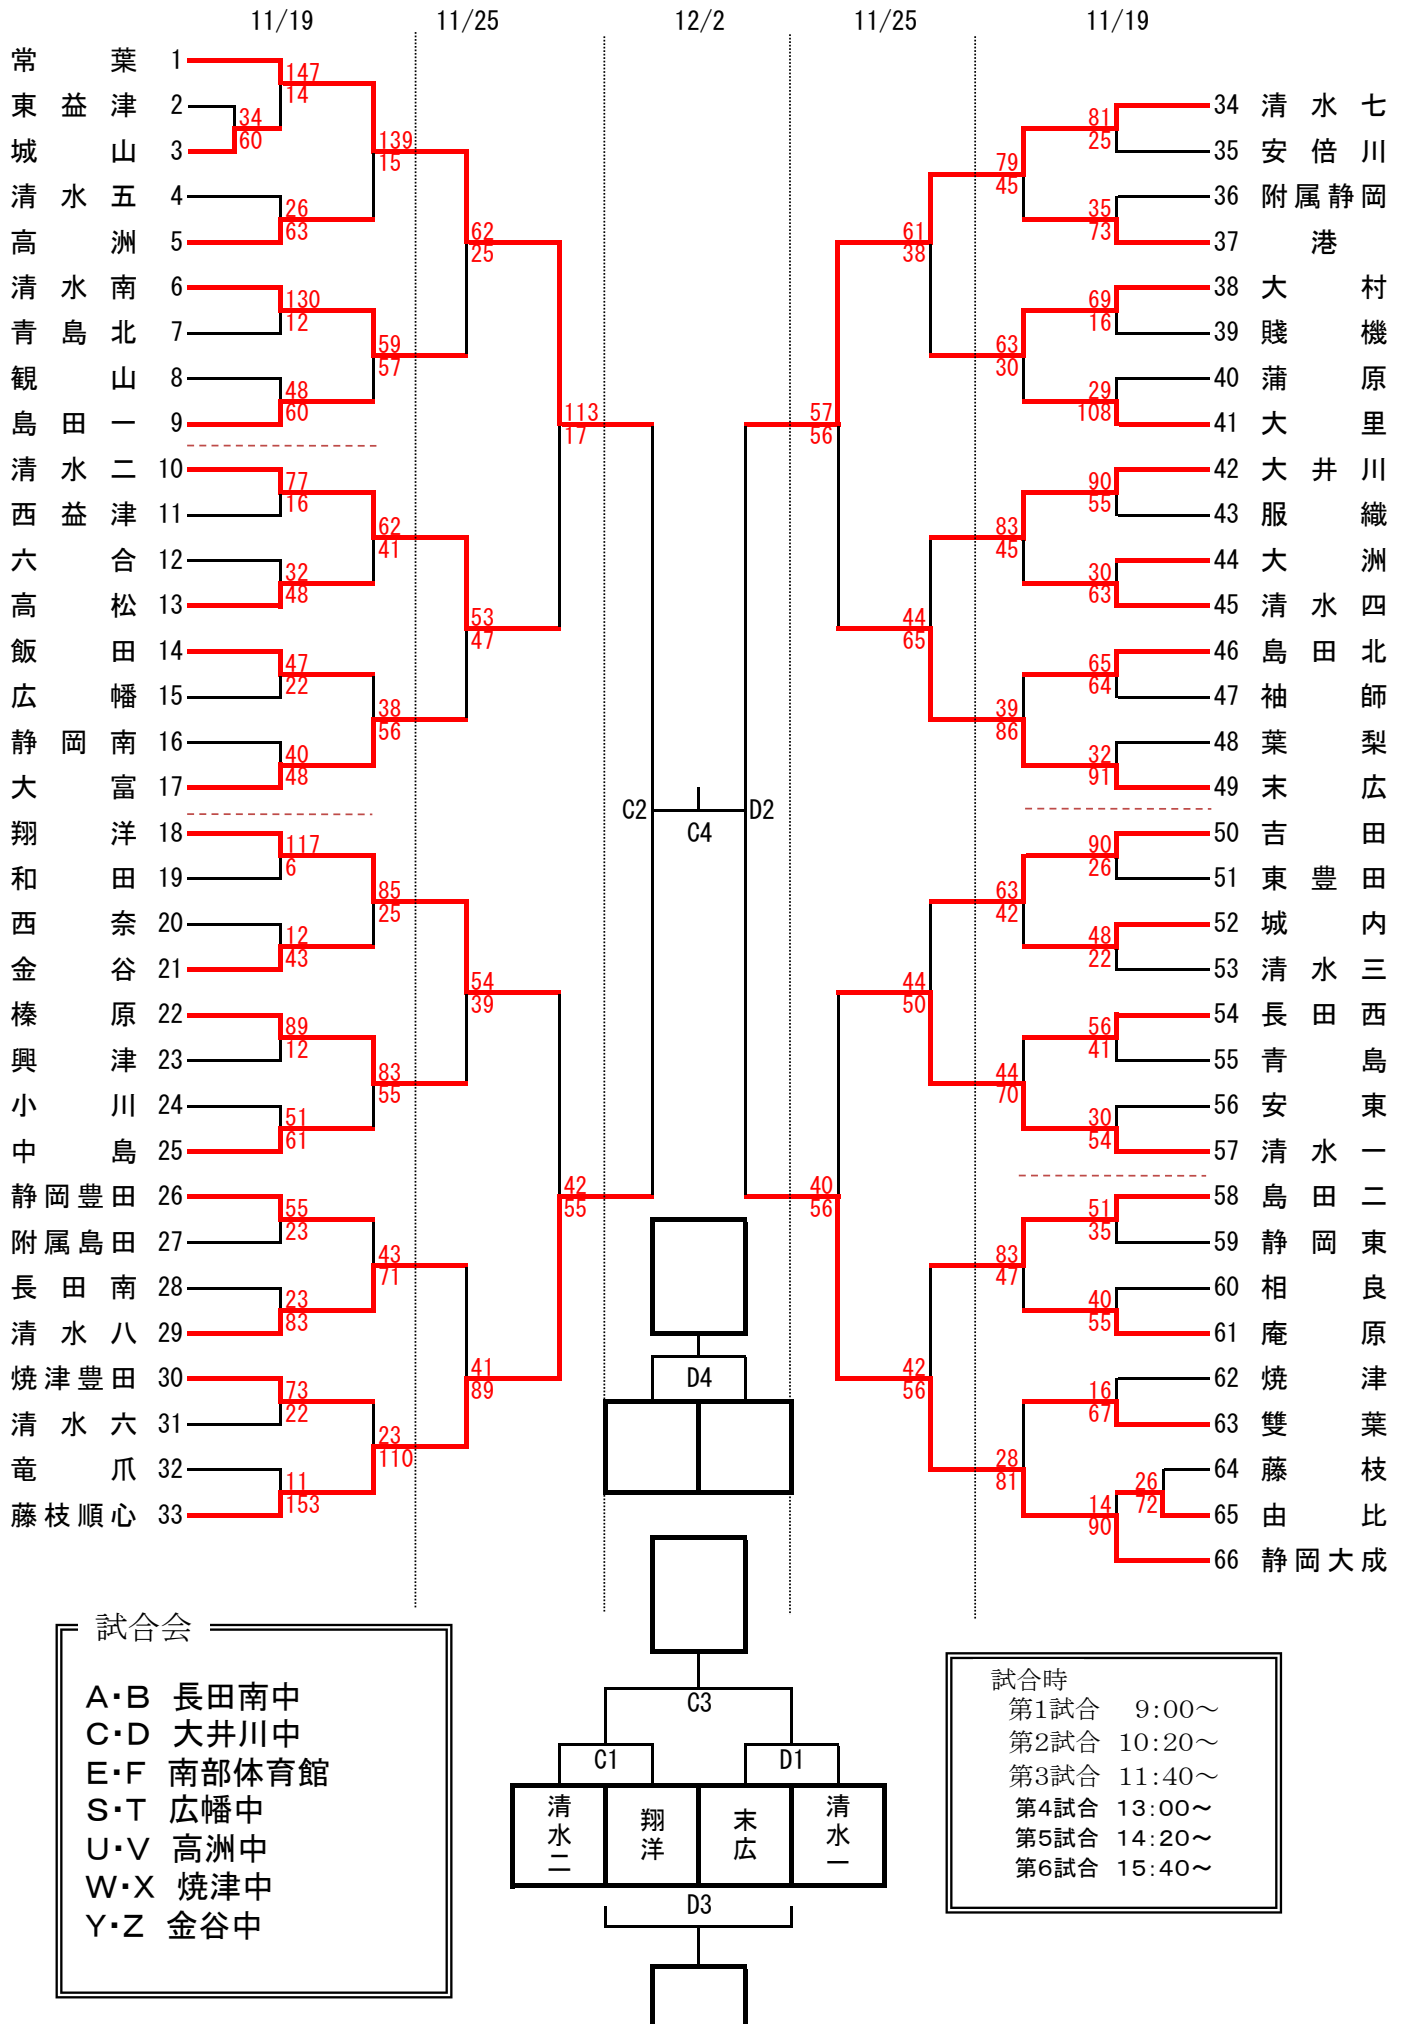 11/19 11/25 12/2 11/25 11/19
常葉 1
東益津 2
城山 3
清水五 4
高洲 5
清水南 6
青島北 7
観山 8
島田一 9
清水二 10
西益津 11
六合 12
高松 13
飯田 14
広幡 15
静岡南 16
大富 17
翔洋 18
和田 19
西奈 20
金谷 21
榛原 22
興津 23
小川 24
中島 25
静岡豊田 26
附属島田 27
長田南 28
清水八 29
焼津豊田 30
清水六 31
竜爪 32
藤枝順心 33
147
14
34
60
26
63
130
12
48
60
77
16
32
48
47
22
40
48
117
6
12
43
89
12
51
61
55
23
23
83
73
22
11
153
139
15
59
57
62
41
38
56
85
25
83
55
43
71
23
110
62
25
53
47
54
39
41
89
113
17
42
55
C2
C4
D2
57
56
40
56
61
38
44
65
44
50
42
56
79
45
63
30
83
45
39
86
63
42
44
70
83
47
28
81
81
25
35
73
69
16
29
108
90
55
30
63
65
64
32
91
90
26
48
22
56
41
30
54
51
35
40
55
16
67
26
72
14
90
34 清水七
35 安倍川
36 附属静岡
37 港
38 大村
39 賤機
40 蒲原
41 大里
42 大井川
43 服織
44 大洲
45 清水四
46 島田北
47 袖師
48 葉梨
49 末広
50 吉田
51 東豊田
52 城内
53 清水三
54 長田西
55 青島
56 安東
57 清水一
58 島田二
59 静岡東
60 相良
61 庵原
62 焼津
63 雙葉
64 藤枝
65 由比
66 静岡大成
D4
C3
C1 D1
清水二
翔洋
末広
清水一
D3
試合会
A・B 長田南中
C・D 大井川中
E・F 南部体育館
S・T 広幡中
U・V 高洲中
W・X 焼津中
Y・Z 金谷中
試合時
第1試合 9:00～
第2試合 10:20～
第3試合 11:40～
第4試合 13:00～
第5試合 14:20～
第6試合 15:40～